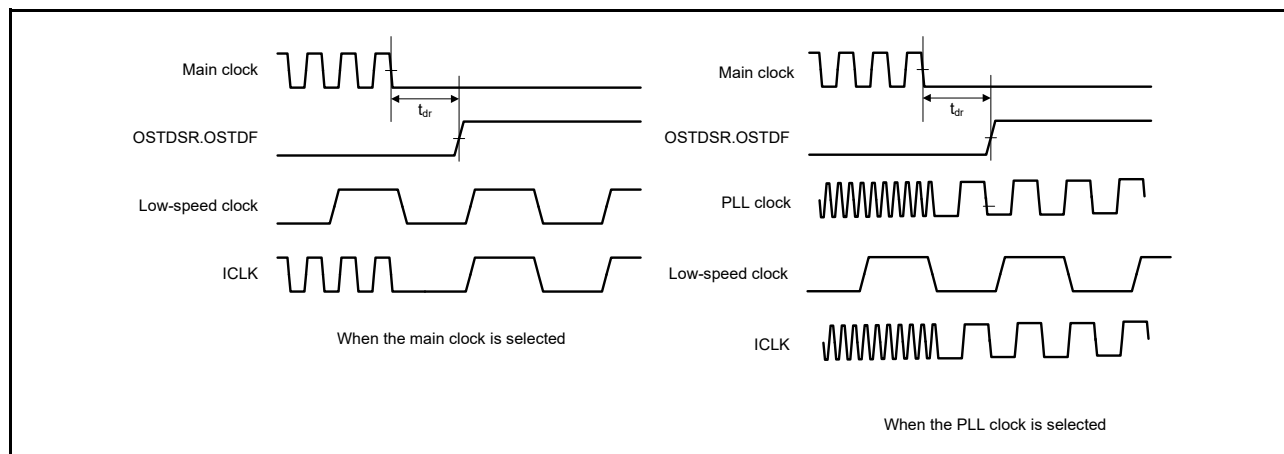 Main clock
tdr
OSTDSR.OSTDF
Low-speed clock
ICLK
When the main clock is selected
Main clock
tdr
OSTDSR.OSTDF
PLL clock
Low-speed clock
ICLK
When the PLL clock is selected